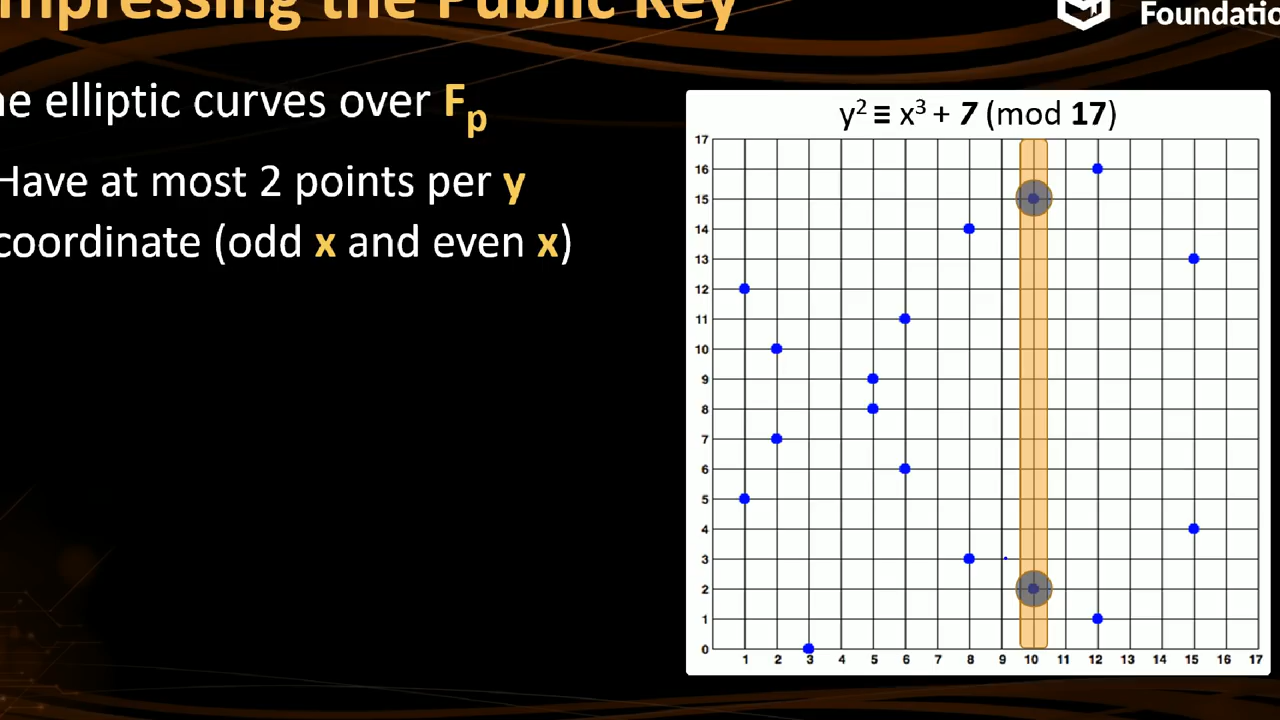 mpressing the Public Key
Foundatio
ne elliptic curves over Fp
Have at most 2 points per y
coordinate (odd x and even x)
y² ≡ x³ + 7 (mod 17)
17
16
15
14
13
12
11
10
9
8
7
6
5
4
3
2
1
0
1 2 3 4 5 6 7 8 9 10 11 12 13 14 15 16 17